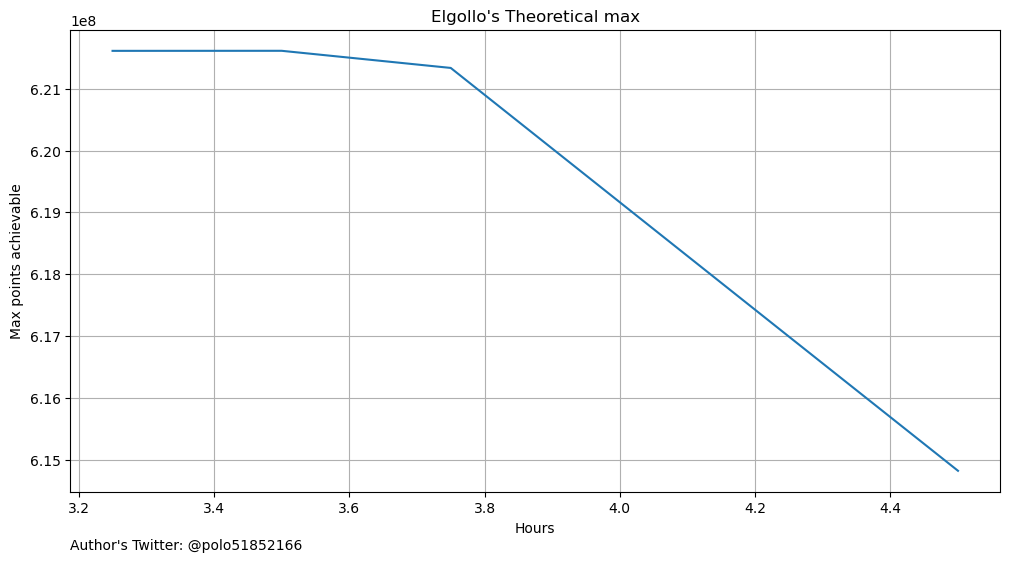 Elgollo's Theoretical max
1e8
6.21
6.20
6.19
6.18
6.17
6.16
6.15
Max points achievable
3.2 3.4 3.6 3.8 4.0 4.2 4.4
Hours
Author's Twitter: @polo51852166